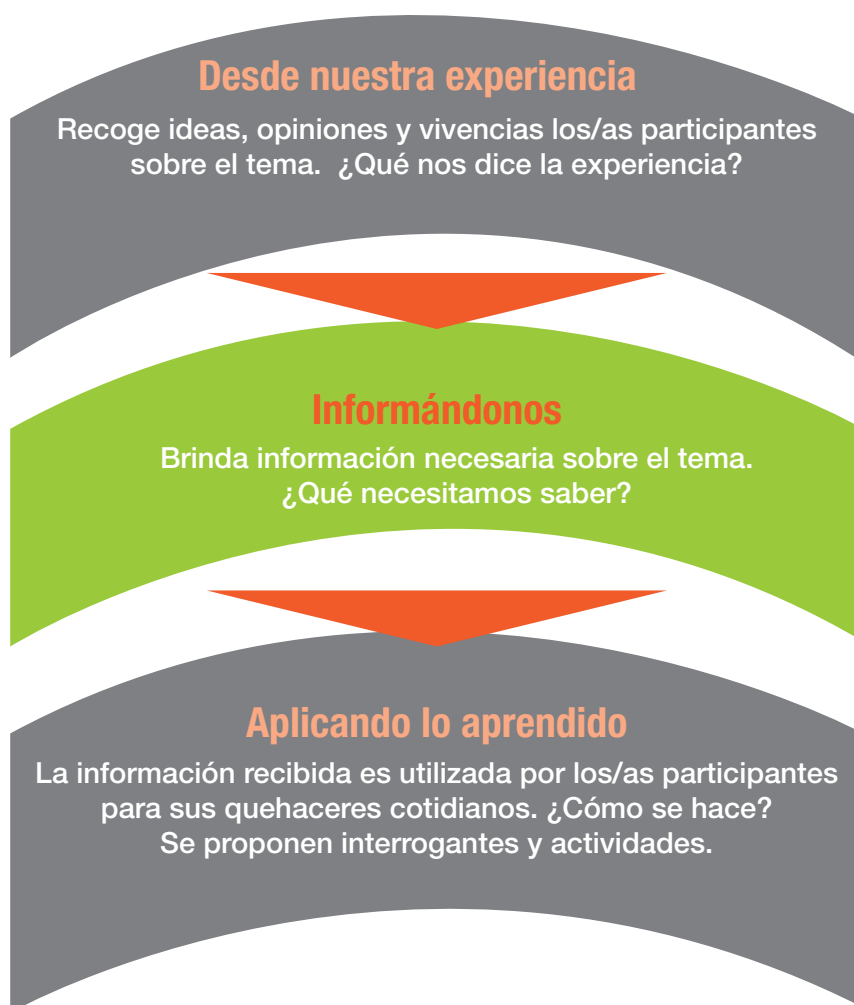 Desde nuestra experiencia
Recoge ideas, opiniones y vivencias los/as participantes
sobre el tema.  ¿Qué nos dice la experiencia?
Informándonos
Brinda información necesaria sobre el tema.
¿Qué necesitamos saber?
Aplicando lo aprendido
La información recibida es utilizada por los/as participantes
para sus quehaceres cotidianos. ¿Cómo se hace?
Se proponen interrogantes y actividades.